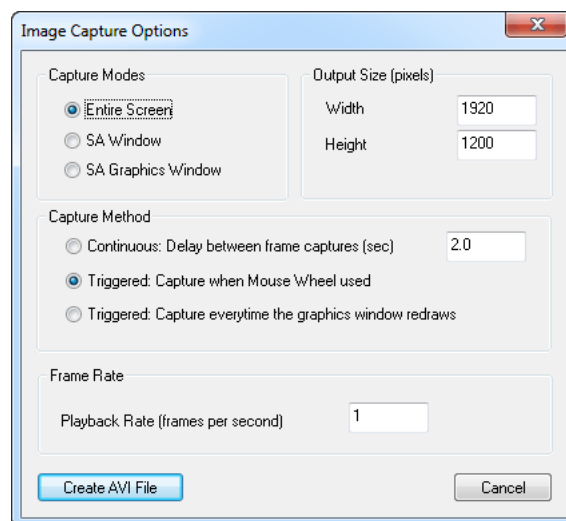 Image Capture Options
Capture Modes
Entire Screen
SA Window
SA Graphics Window
Output Size (pixels)
Width 1920
Height 1200
Capture Method
Continuous: Delay between frame captures (sec) 2.0
Triggered: Capture when Mouse Wheel used
Triggered: Capture everytime the graphics window redraws
Frame Rate
Playback Rate (frames per second) 1
Create AVI File
Cancel